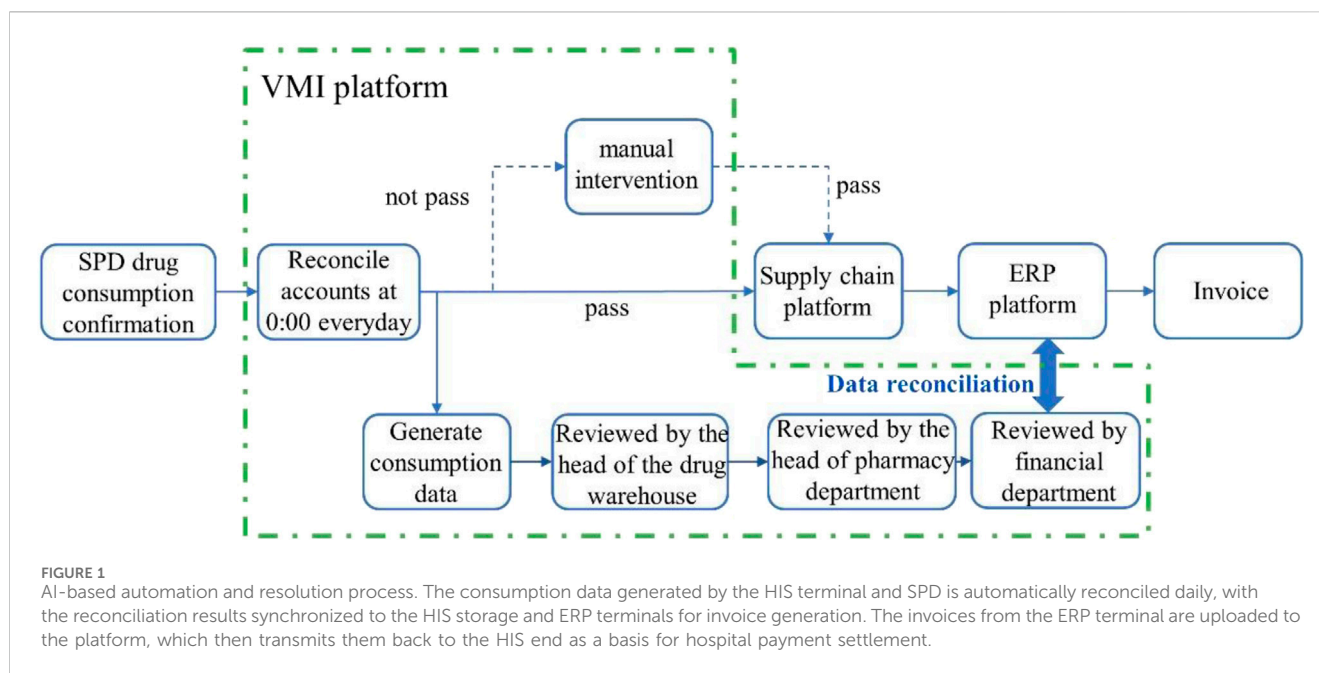 VMI platform
manual
intervention
not pass
pass
SPD drug
consumption
confirmation
Reconcile
accounts at
0:00 everyday
pass
Supply chain
platform
ERP
platform
Invoice
Data reconciliation
Generate
consumption
data
Reviewed by the
head of the drug
warehouse
Reviewed by the
head of pharmacy
department
Reviewed by
financial
department
FIGURE 1
AI-based automation and resolution process. The consumption data generated by the HIS terminal and SPD is automatically reconciled daily, with
the reconciliation results synchronized to the HIS storage and ERP terminals for invoice generation. The invoices from the ERP terminal are uploaded to
the platform, which then transmits them back to the HIS end as a basis for hospital payment settlement.